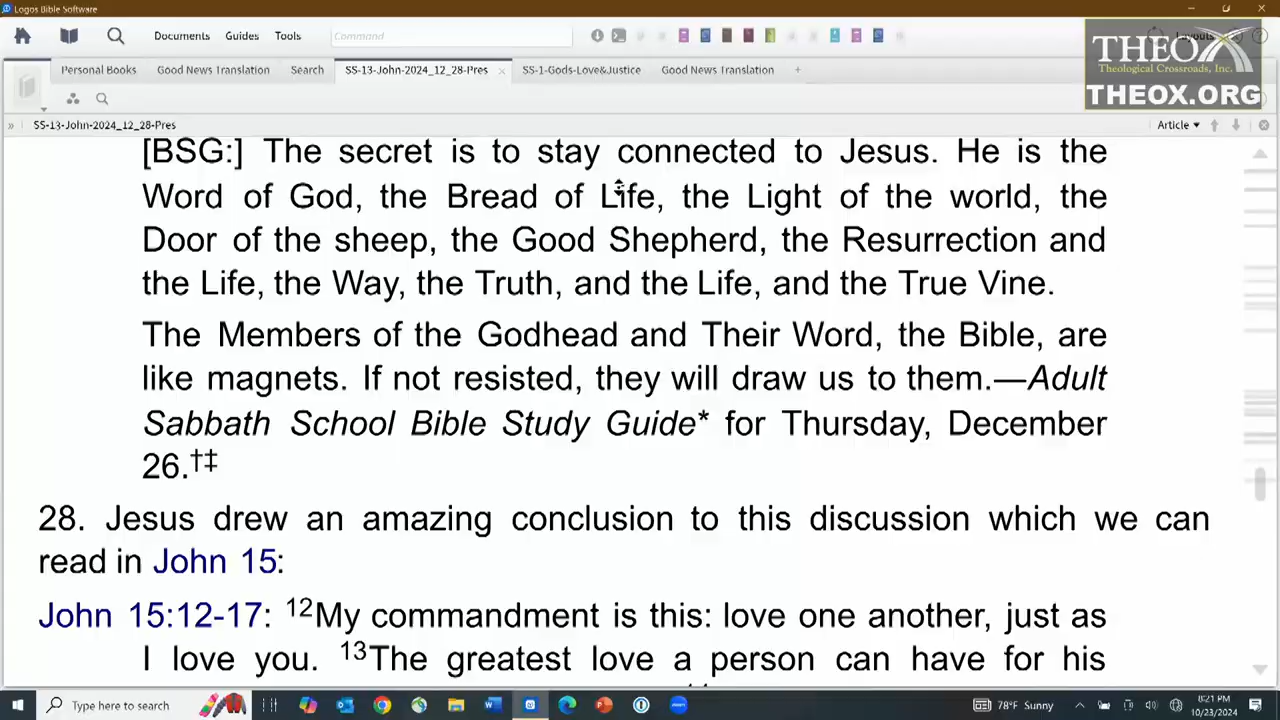 Logos Bible Software
Documents Guides Tools Command Layouts
THEOX
Theological Crossroads, Inc.
THEOX.ORG
Personal Books Good News Translation Search SS-13-John-2024_12_28-Pres SS-1-Gods-Love&Justice Good News Translation
SS-13-John-2024_12_28-Pres Article
[BSG:] The secret is to stay connected to Jesus. He is the
Word of God, the Bread of Life, the Light of the world, the
Door of the sheep, the Good Shepherd, the Resurrection and
the Life, the Way, the Truth, and the Life, and the True Vine.
The Members of the Godhead and Their Word, the Bible, are
like magnets. If not resisted, they will draw us to them.—Adult
Sabbath School Bible Study Guide* for Thursday, December
26.†‡
28. Jesus drew an amazing conclusion to this discussion which we can
read in John 15:
John 15:12-17: 12My commandment is this: love one another, just as
I love you. 13The greatest love a person can have for his
Type here to search 78°F Sunny 8:21 PM
10/23/2024